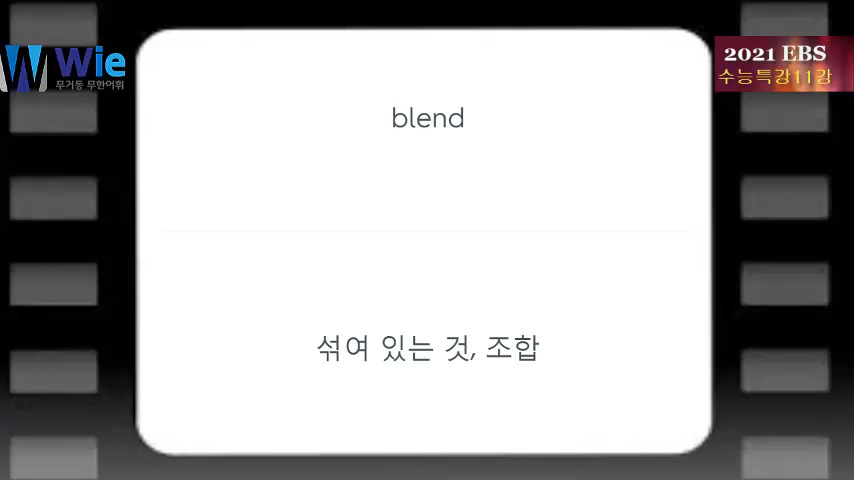 Wie
무거동 무한어휘
2021 EBS
수능특강11강
blend
섞여 있는 것, 조합